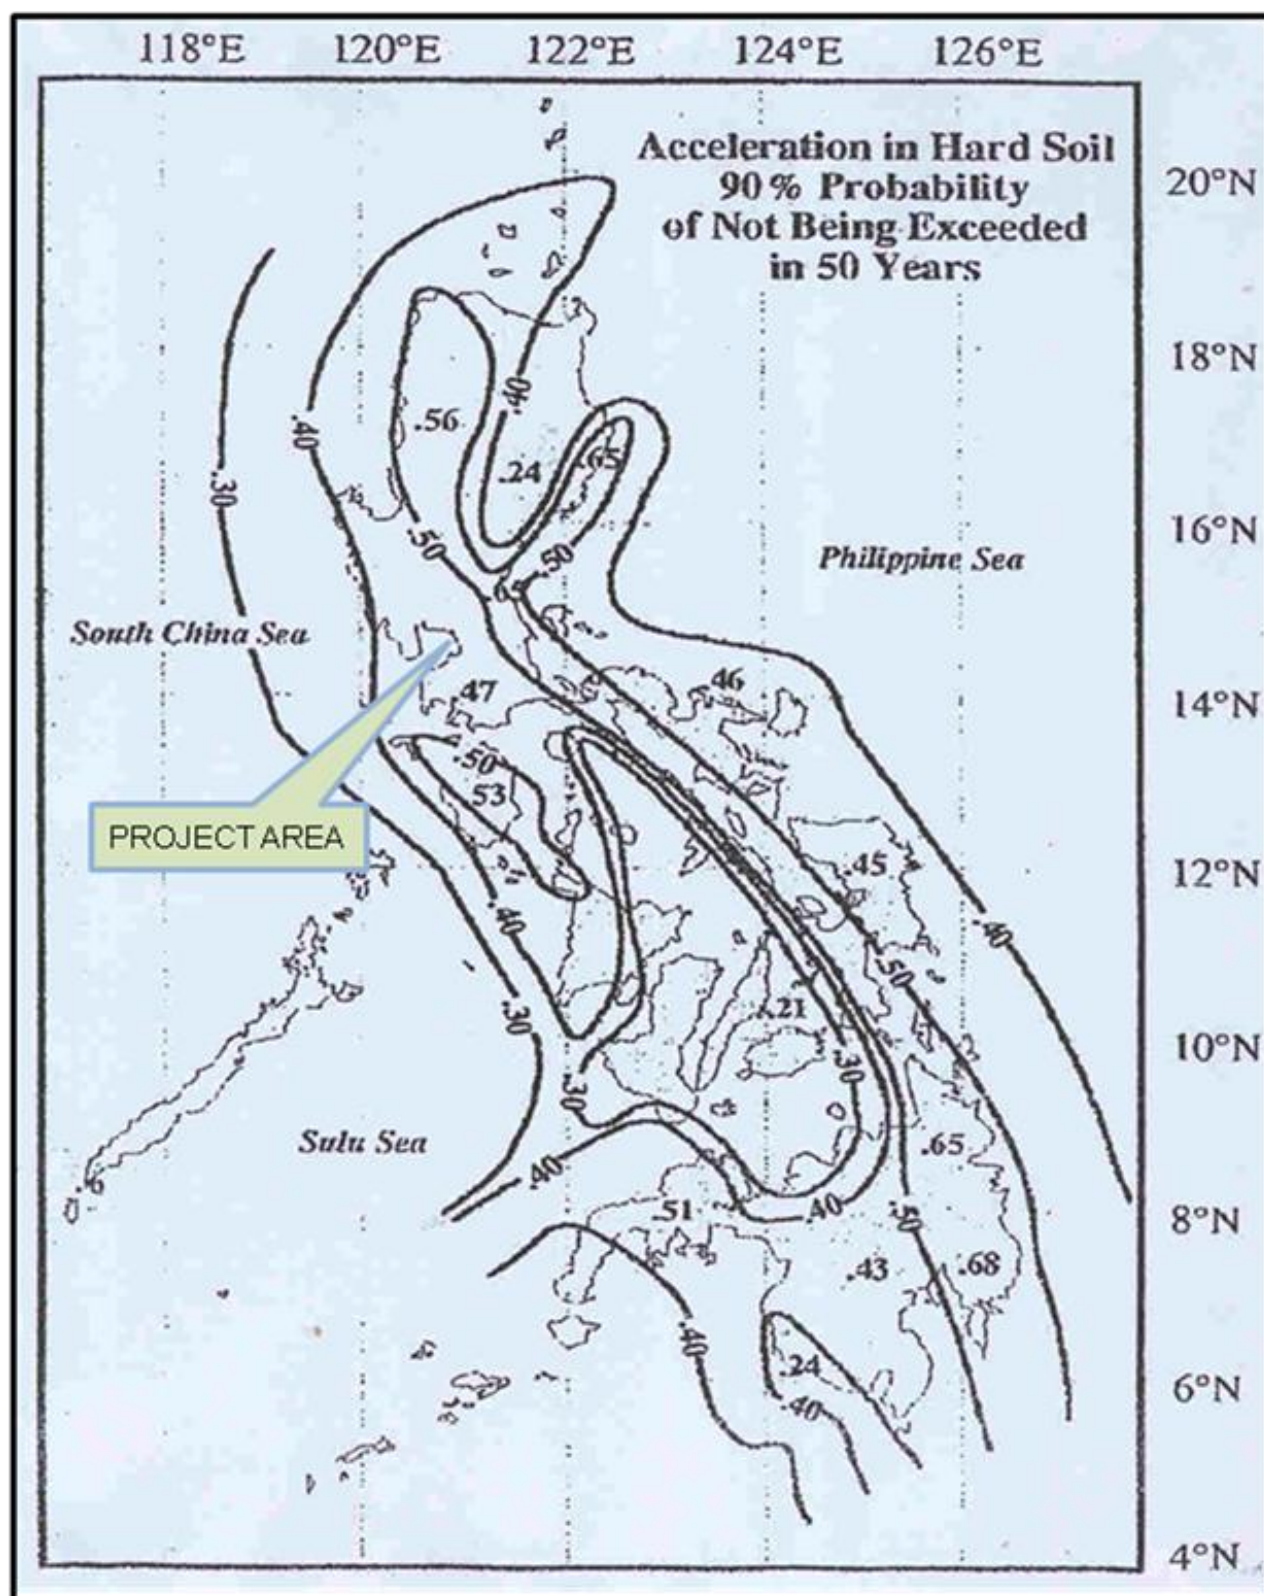 118°E 120°E 122°E 124°E 126°E
Acceleration in Hard Soil
90% Probability
of Not Being Exceeded
in 50 Years
20°N
18°N
.40
.56
.40
.24
.65
.30
.40
16°N
.50
.50
Philippine Sea
.65
South China Sea
.47
.46
14°N
.50
.53
PROJECT AREA
.45
12°N
.40
.40
.50
.30
.21
10°N
.30
.30
Sulu Sea
.65
.40
.6
.51
.40
.50
8°N
.43
.68
.40
.24
.40
6°N
4°N